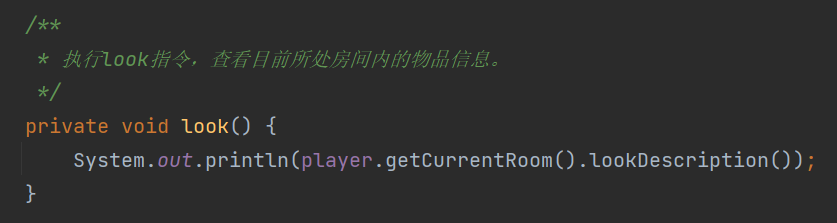 /**
 * 执行look指令，查看目前所处房间内的物品信息。
 */
private void look() {
    System.out.println(player.getCurrentRoom().lookDescription());
}